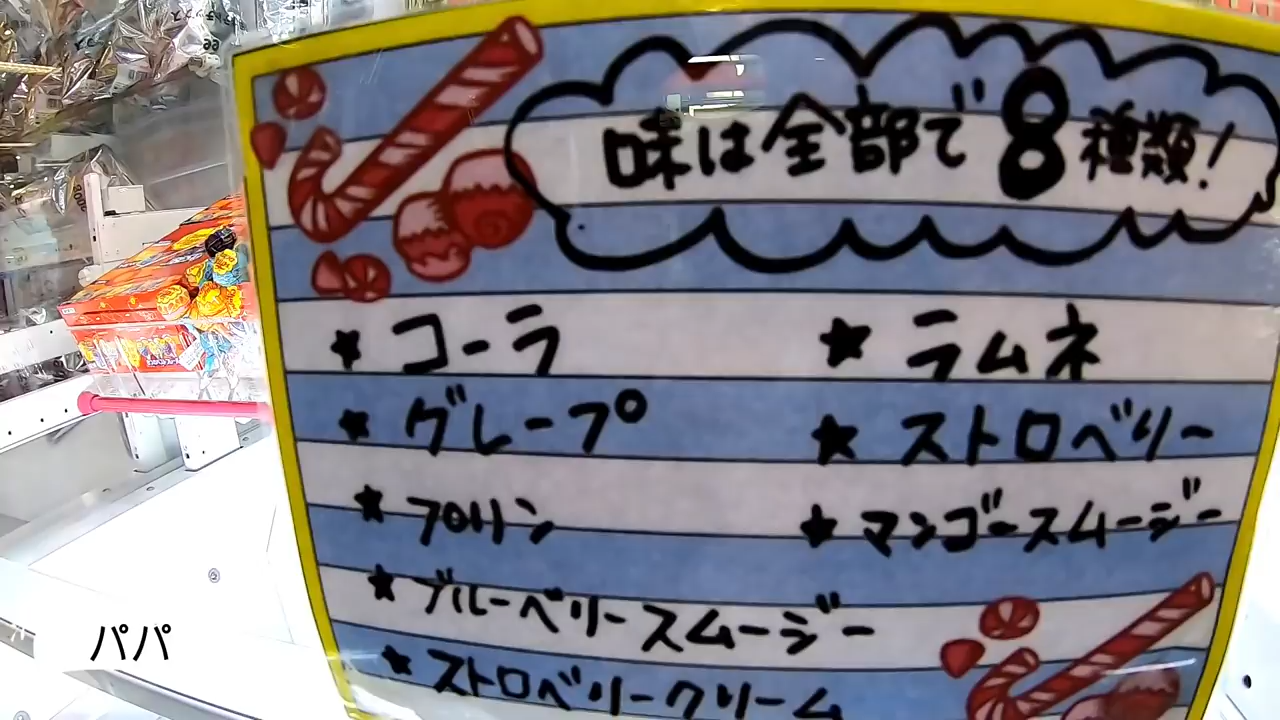 味は全部で8種類!
★コーラ
★ラムネ
★グレープ
★ストロベリー
★プリン
★マンゴースムージー
★ブルーベリースムージー
★ストロベリークリーム
パパ